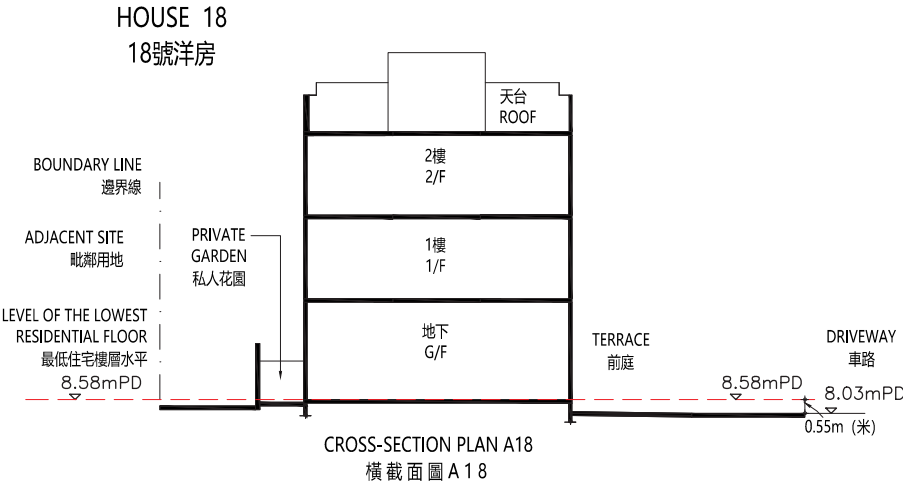 HOUSE 18
18號洋房
天台
ROOF
2樓
2/F
BOUNDARY LINE
邊界線
ADJACENT SITE
毗鄰用地
PRIVATE
GARDEN
私人花園
1樓
1/F
LEVEL OF THE LOWEST
RESIDENTIAL FLOOR
最低住宅樓層水平
8.58mPD
地下
G/F
TERRACE
前庭
DRIVEWAY
車路
8.58mPD
8.03mPD
0.55m (米)
CROSS-SECTION PLAN A18
橫截面圖A18